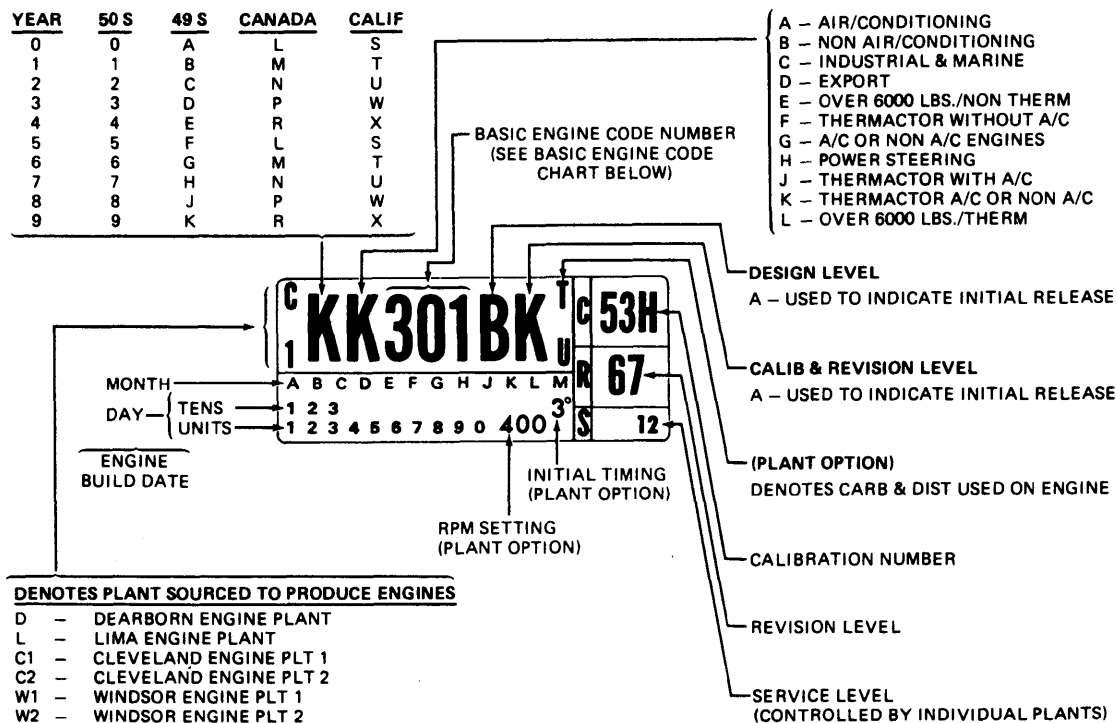 YEAR 50 S 49 S CANADA CALIF
0 0 A L S
1 1 B M T
2 2 C N U
3 3 D P W
4 4 E R X
5 5 F L S
6 6 G M T
7 7 H N U
8 8 J P W
9 9 K R X
A – AIR/CONDITIONING
B – NON AIR/CONDITIONING
C – INDUSTRIAL & MARINE
D – EXPORT
E – OVER 6000 LBS./NON THERM
F – THERMACTOR WITHOUT A/C
G – A/C OR NON A/C ENGINES
H – POWER STEERING
J – THERMACTOR WITH A/C
K – THERMACTOR A/C OR NON A/C
L – OVER 6000 LBS./THERM
BASIC ENGINE CODE NUMBER
(SEE BASIC ENGINE CODE
CHART BELOW)
C1 KK301BK TU
C 53H
R 67
S 12
A B C D E F G H J K L M
1 2 3
1 2 3 4 5 6 7 8 9 0 400 3°
MONTH
DAY
TENS
UNITS
ENGINE
BUILD DATE
INITIAL TIMING
(PLANT OPTION)
RPM SETTING
(PLANT OPTION)
DESIGN LEVEL
A – USED TO INDICATE INITIAL RELEASE
CALIB & REVISION LEVEL
A – USED TO INDICATE INITIAL RELEASE
(PLANT OPTION)
DENOTES CARB & DIST USED ON ENGINE
CALIBRATION NUMBER
REVISION LEVEL
SERVICE LEVEL
(CONTROLLED BY INDIVIDUAL PLANTS)
DENOTES PLANT SOURCED TO PRODUCE ENGINES
D – DEARBORN ENGINE PLANT
L – LIMA ENGINE PLANT
C1 – CLEVELAND ENGINE PLT 1
C2 – CLEVELAND ENGINE PLT 2
W1 – WINDSOR ENGINE PLT 1
W2 – WINDSOR ENGINE PLT 2